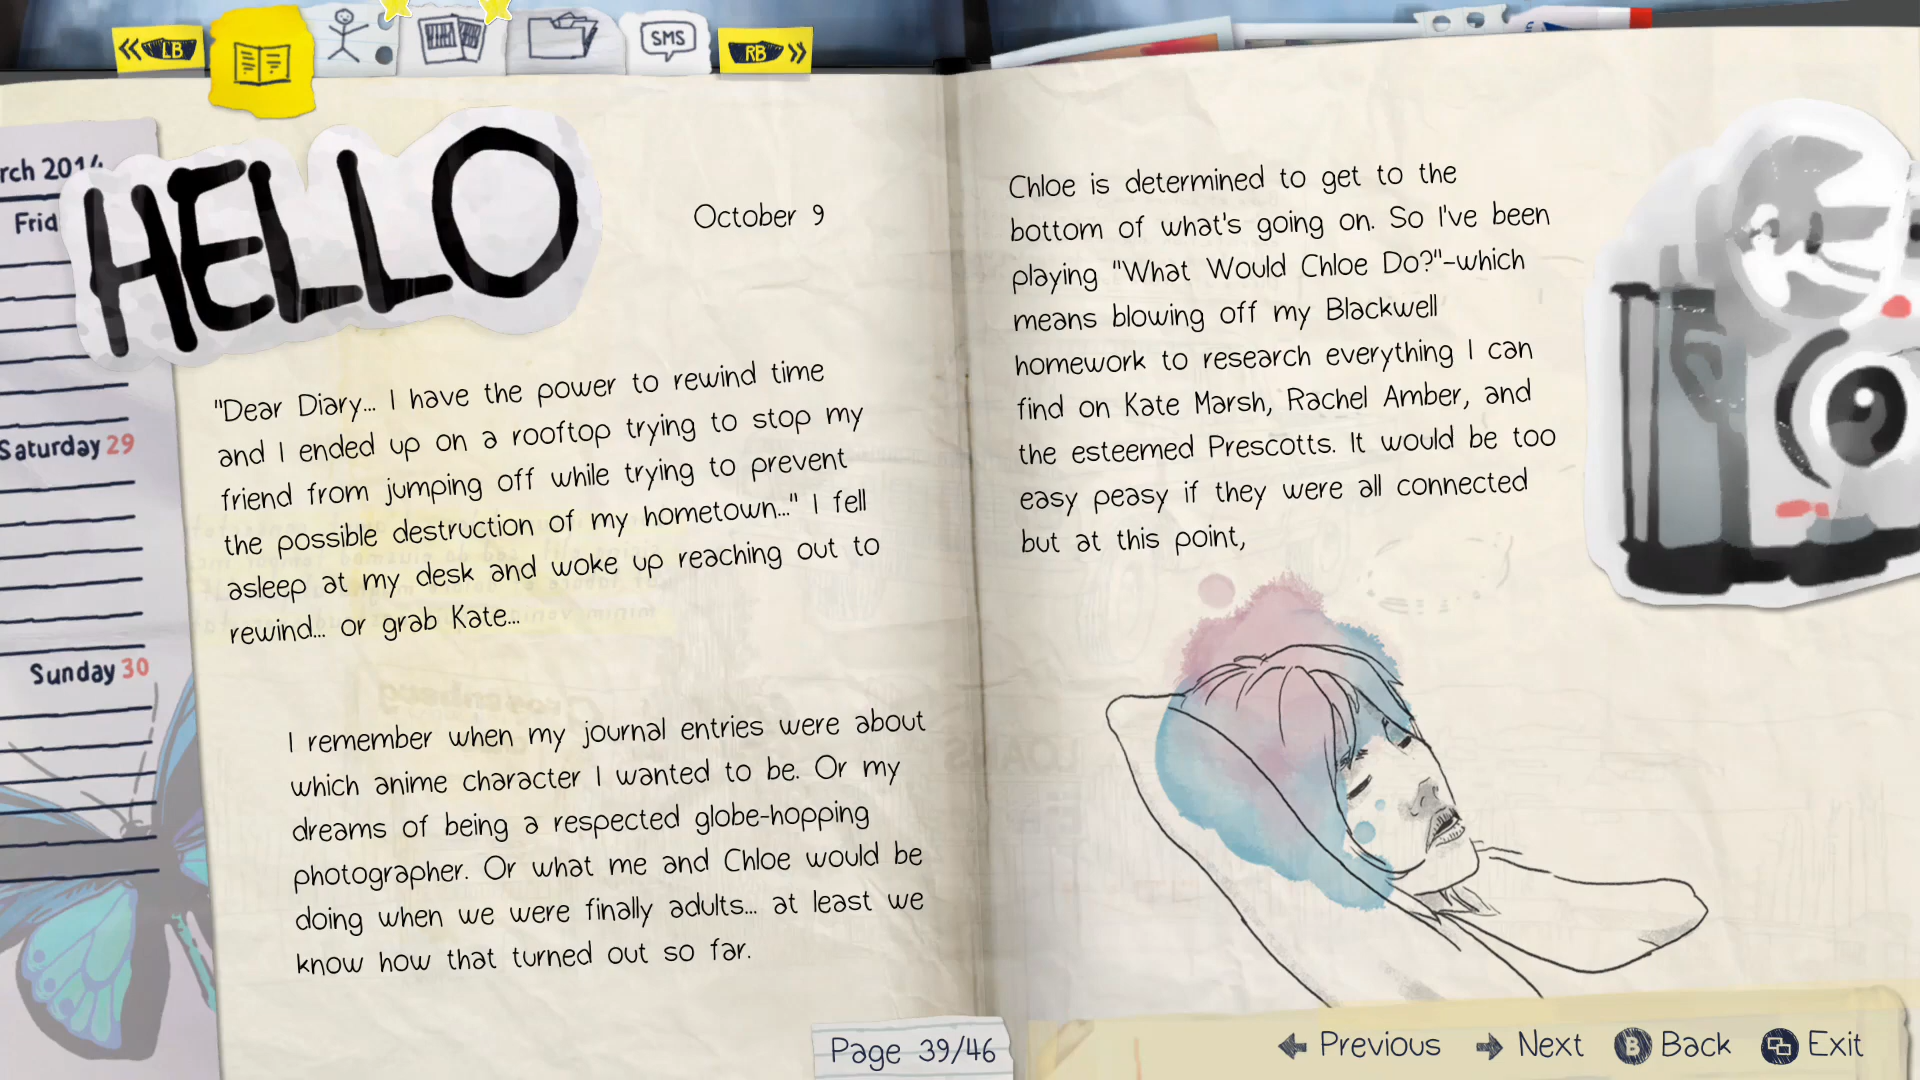 LB
SMS
RB
rch 2014
Frid
HELLO
October 9
Saturday 29
Sunday 30
"Dear Diary... I have the power to rewind time
and I ended up on a rooftop trying to stop my
friend from jumping off while trying to prevent
the possible destruction of my hometown..." I fell
asleep at my desk and woke up reaching out to
rewind... or grab Kate...
I remember when my journal entries were about
which anime character I wanted to be. Or my
dreams of being a respected globe-hopping
photographer. Or what me and Chloe would be
doing when we were finally adults... at least we
know how that turned out so far.
Chloe is determined to get to the
bottom of what's going on. So I've been
playing "What Would Chloe Do?"-which
means blowing off my Blackwell
homework to research everything I can
find on Kate Marsh, Rachel Amber, and
the esteemed Prescotts. It would be too
easy peasy if they were all connected
but at this point,
Page 39/46
Previous
Next
B Back
Exit